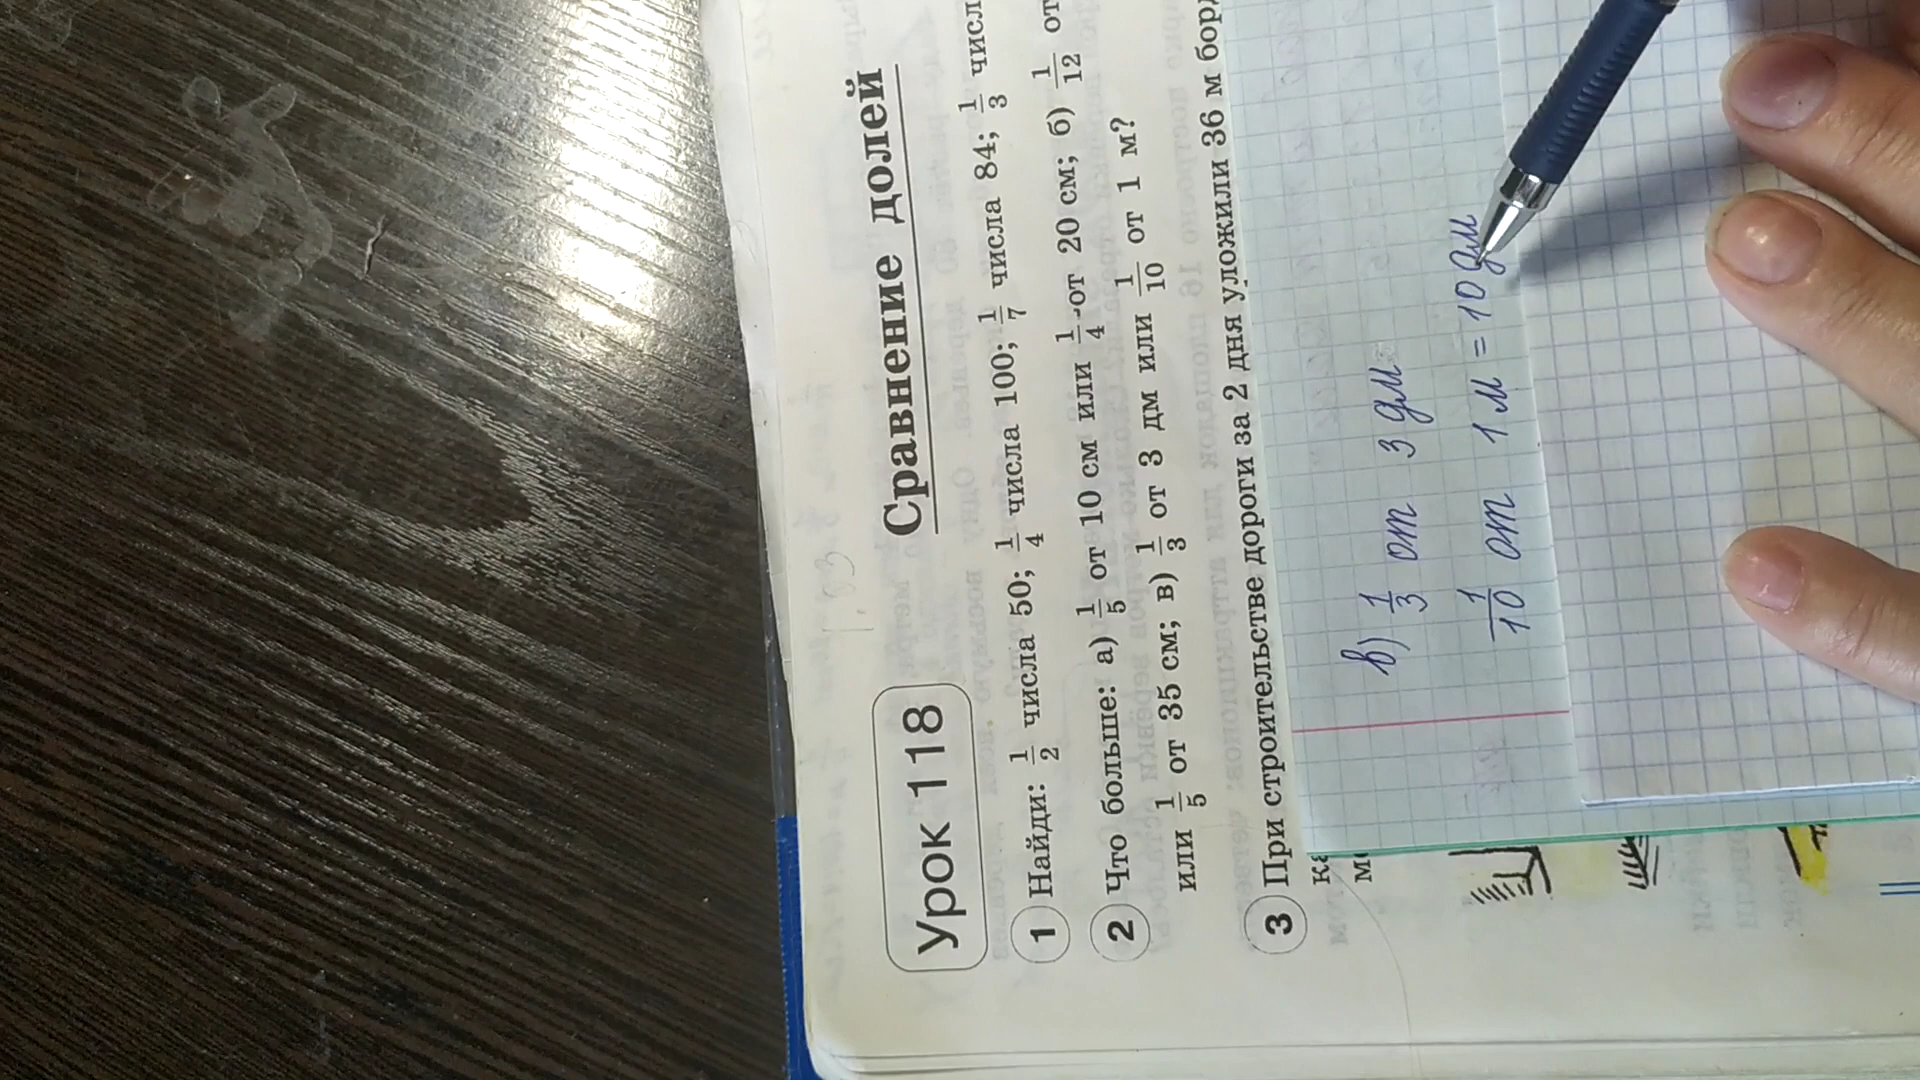 Урок 118
Сравнение долей
1 Найди: 1/2 числа 50; 1/4 числа 100; 1/7 числа 84; 1/3 числ
2 Что больше: а) 1/5 от 10 см или 1/4 от 20 см; б) 1/12 от
или 1/5 от 35 см; в) 1/3 от 3 дм или 1/10 от 1 м?
3 При строительстве дороги за 2 дня уложили 36 м борд
в) 1/3 от 3 дм
1/10 от 1 м = 10 дм